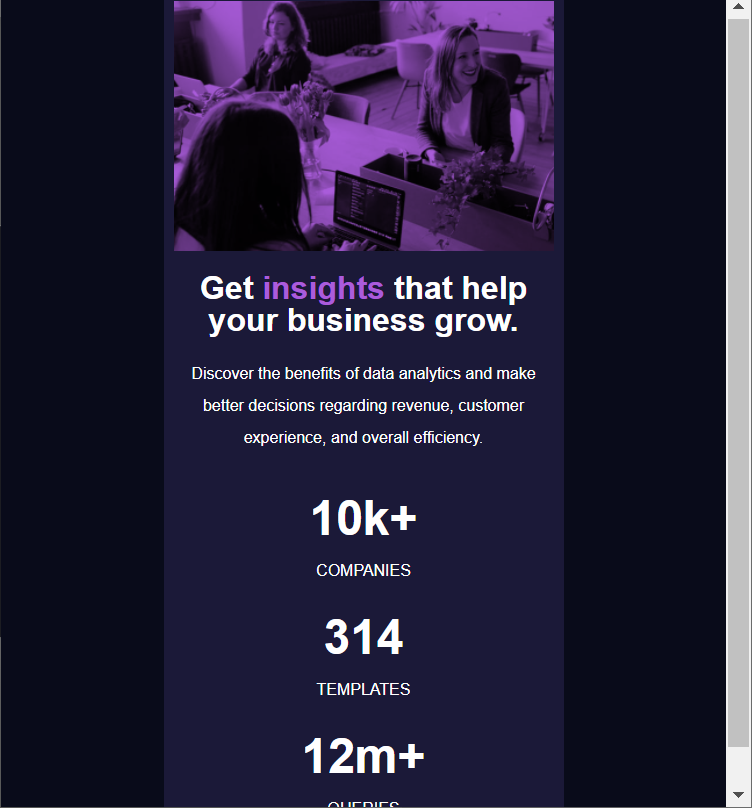 Get insights that help
your business grow.
Discover the benefits of data analytics and make
better decisions regarding revenue, customer
experience, and overall efficiency.
10k+
COMPANIES
314
TEMPLATES
12m+
QUERIES